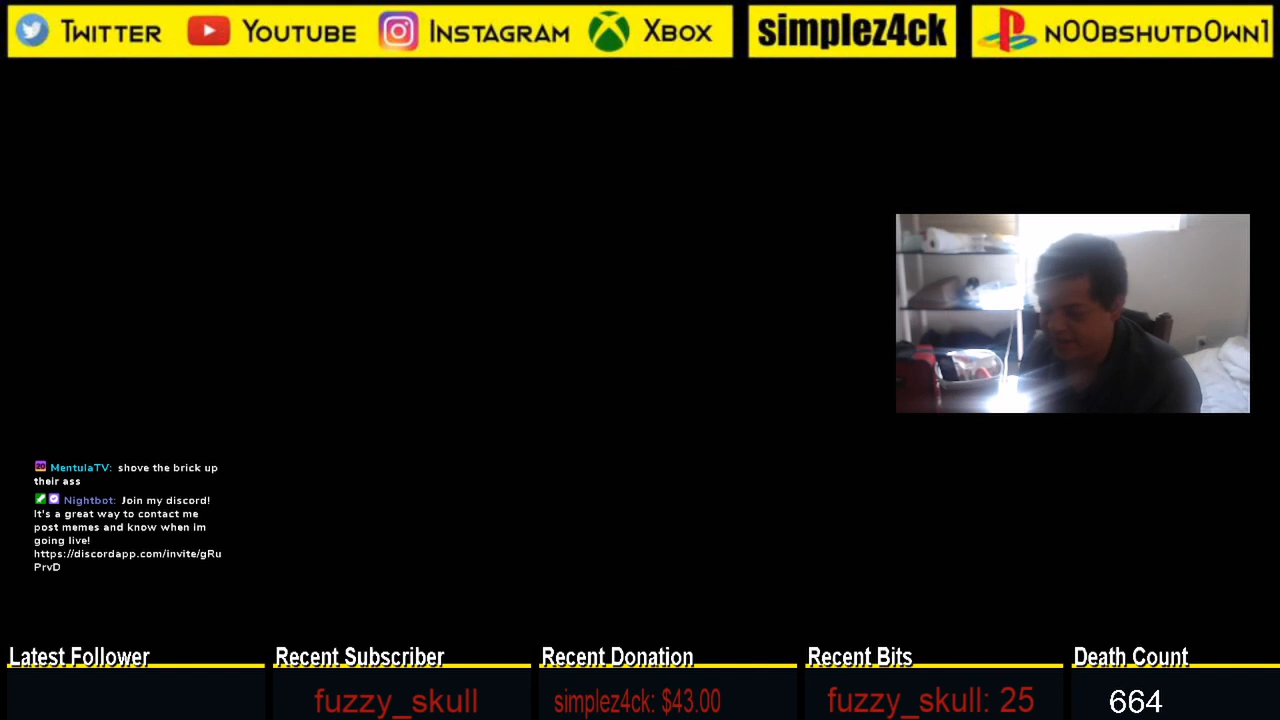 Twitter Youtube Instagram Xbox simplez4ck n00bshutd0wn1
MentulaTV: shove the brick up
their ass
Nightbot: Join my discord!
It's a great way to contact me
post memes and know when im
going live!
https://discordapp.com/invite/gRu
PrvD
Latest Follower Recent Subscriber Recent Donation Recent Bits Death Count
fuzzy_skull simplez4ck: $43.00 fuzzy_skull: 25 664